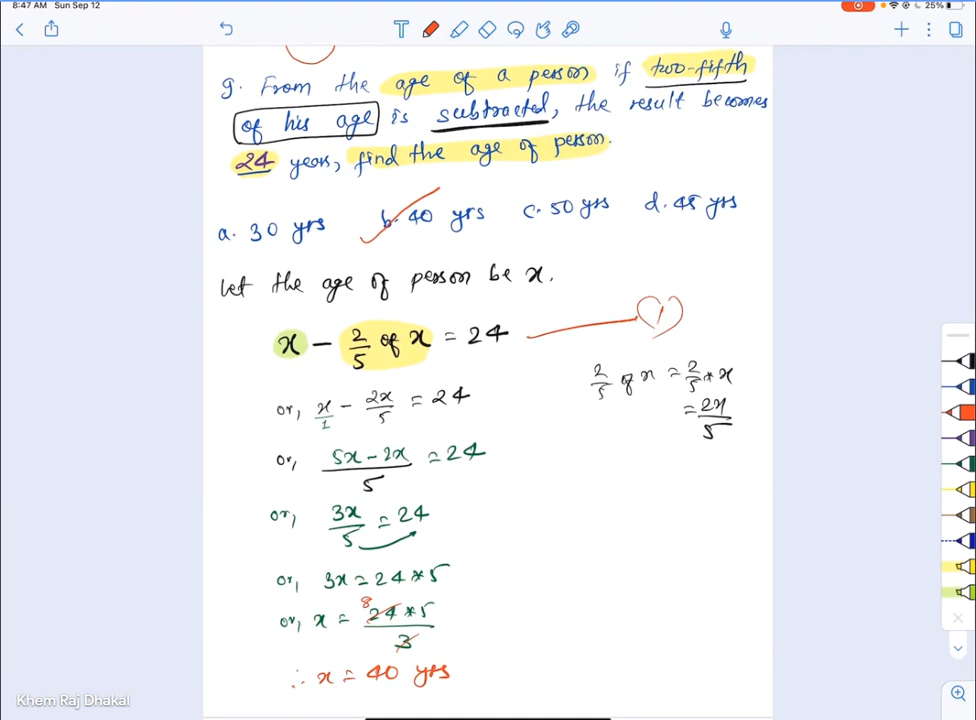 8:47 AM Sun Sep 12
25%
g. From the age of a person if two-fifth
of his age is subtracted, the result becomes
24 years, find the age of person.
a. 30 yrs b. 40 yrs c. 50 yrs d. 45 yrs
Let the age of person be x.
x - 2/5 of x = 24 1
2/5 of x = 2/5 * x
= 2x/5
or, x/1 - 2x/5 = 24
or, (5x - 2x)/5 = 24
or, 3x/5 = 24
or, 3x = 24 * 5
or, x = 8 24 * 5 / 3
∴ x = 40 yrs
Khem Raj Dhakal